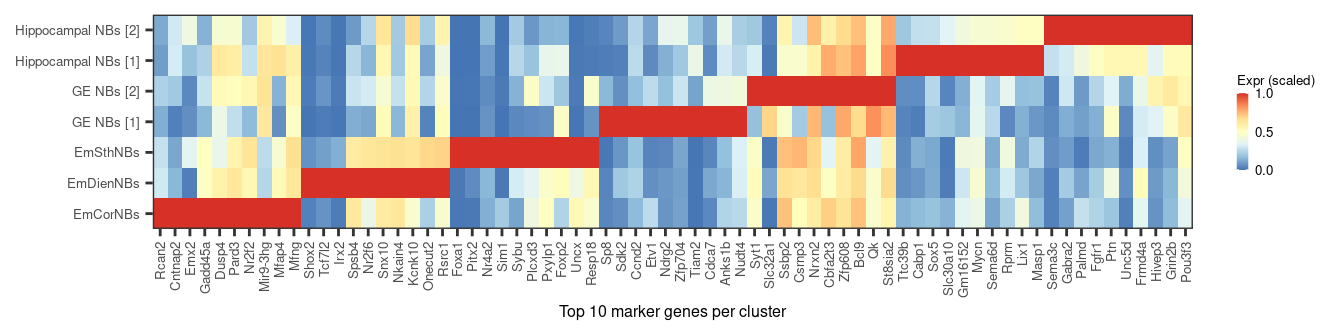 Hippocampal NBs [2]
Hippocampal NBs [1]
GE NBs [2]
GE NBs [1]
EmSthNBs
EmDienNBs
EmCorNBs
Rcan2
Cntnap2
Emx2
Gadd45a
Dusp4
Pard3
Nr2f2
Mir9-3hg
Mfap4
Mfng
Shox2
Tcf7l2
Irx2
Spsb4
Nr2f6
Snx10
Nkain4
Kcnk10
Onecut2
Rsrc1
Foxa1
Pitx2
Nr4a2
Sim1
Sybu
Plcxd3
Pxylp1
Foxp2
Uncx
Resp18
Sp8
Sdk2
Ccnd2
Etv1
Ndrg2
Zfp704
Tiam2
Cdca7
Anks1b
Nudt4
Syt1
Slc32a1
Ssbp2
Csrnp3
Nrxn2
Cbfa2t3
Zfp608
Bcl9
Qk
St8sia2
Ttc39b
Cabp1
Sox5
Slc30a10
Gm16152
Mycn
Sema6d
Rprm
Lix1
Masp1
Sema3c
Gabra2
Palmd
Fgfr1
Ptn
Unc5d
Frmd4a
Hivep3
Grin2b
Pou3f3
Top 10 marker genes per cluster
Expr (scaled)
1.0
0.5
0.0